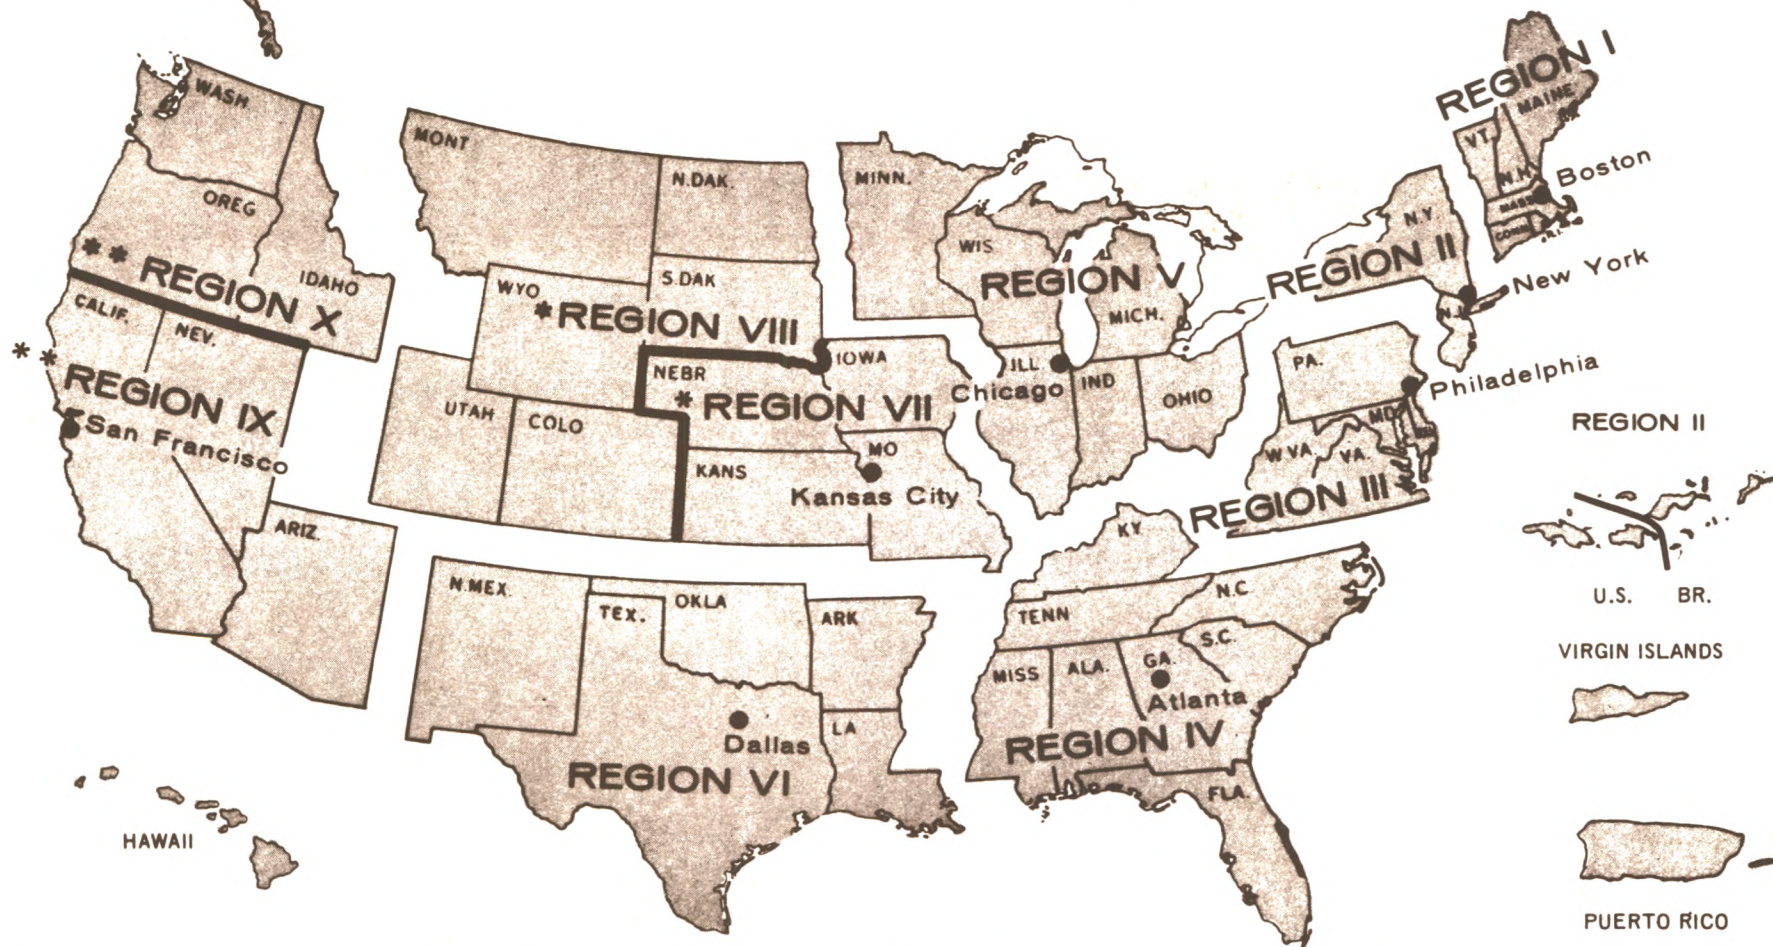 REGION I
MAINE
VT.
N.H.
Boston
MASS
CONN
R.I.
WASH
MONT
N.DAK.
MINN.
OREG
N.Y.
WIS
REGION II
New York
** REGION X
IDAHO
WYO
S.DAK
REGION V
MICH.
N.J.
CALIF.
NEV.
*REGION VIII
IOWA
ILL
IND
OHIO
PA.
Philadelphia
**
REGION IX
NEBR
* REGION VII
Chicago
San Francisco
UTAH
COLO
MD
REGION II
MO
KANS
Kansas City
W VA.
VA.
REGION III
ARIZ.
KY
U.S. BR.
VIRGIN ISLANDS
N.MEX.
TEX.
OKLA
ARK
TENN
N.C
S.C.
MISS
ALA.
GA.
Atlanta
Dallas
LA
REGION IV
REGION VI
FLA.
HAWAII
PUERTO RICO